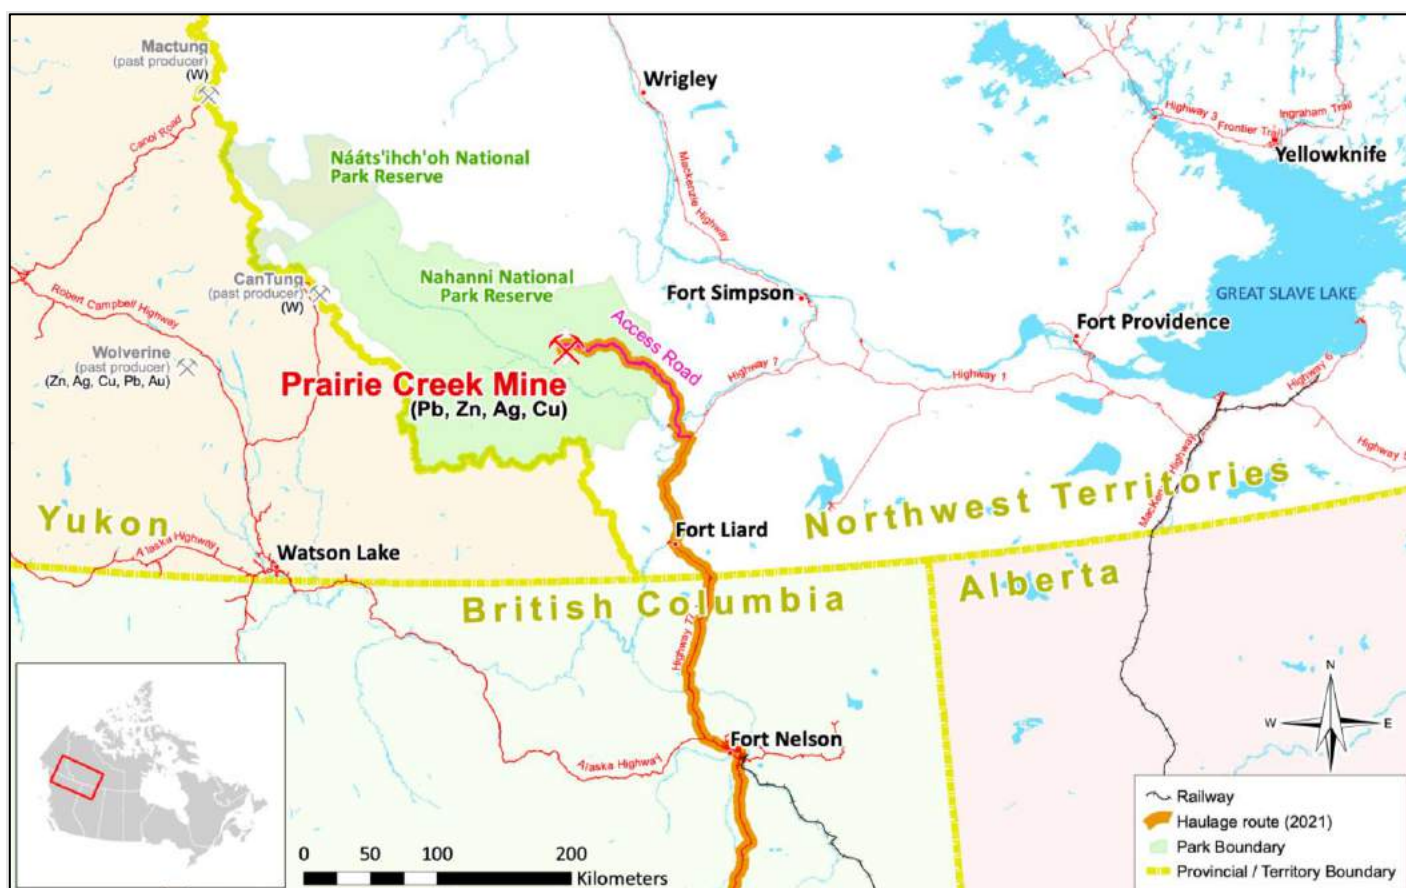 Mactung
(past producer)
(W)
Canol Road
Nááts'ihch'oh National
Park Reserve
Wrigley
Mackenzie Highway
Highway 3
Frontier Trail
Ingraham Trail
Yellowknife
CanTung
(past producer)
(W)
Robert Campbell Highway
Nahanni National
Park Reserve
Fort Simpson
GREAT SLAVE LAKE
Fort Providence
Wolverine
(past producer)
(Zn, Ag, Cu, Pb, Au)
Access Road
Highway 7
Highway 1
Highway 6
Prairie Creek Mine
(Pb, Zn, Ag, Cu)
Highway 5
Yukon
Northwest Territories
Fort Liard
Alaska Highway
Watson Lake
British Columbia
Alberta
Highway 77
Fort Nelson
Alaska Highway
N
W
E
S
0 50 100 200
Kilometers
Railway
Haulage route (2021)
Park Boundary
Provincial / Territory Boundary